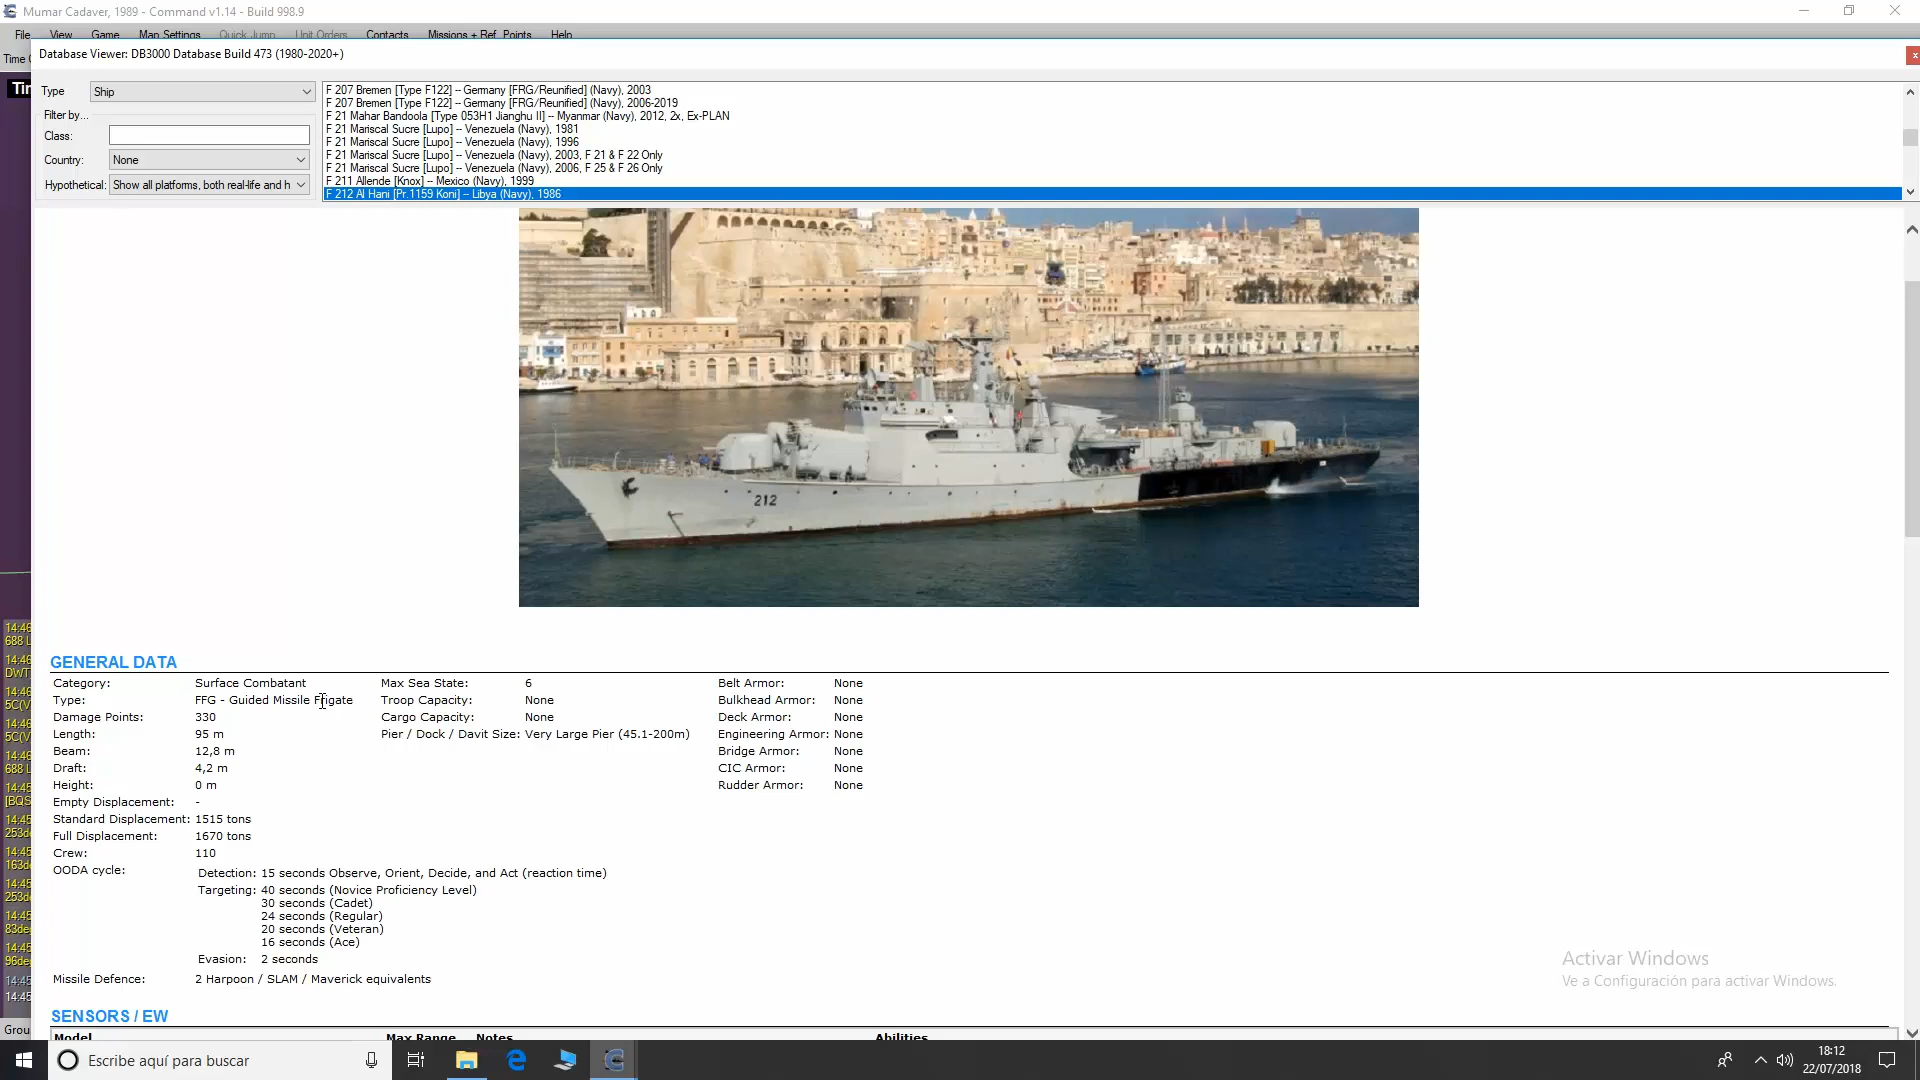 Mumar Cadaver, 1989 - Command v1.14 - Build 998.9
File View Game Map Settings Quick Jump Unit Orders Contacts Missions + Ref. Points Help
Time
Database Viewer: DB3000 Database Build 473 (1980-2020+)
Type Ship
Filter by...
Class:
Country: None
Hypothetical: Show all platforms, both real-life and h
F 207 Bremen [Type F122] -- Germany [FRG/Reunified] (Navy), 2003
F 207 Bremen [Type F122] -- Germany [FRG/Reunified] (Navy), 2006-2019
F 21 Mahar Bandoola [Type 053H1 Jianghu II] -- Myanmar (Navy), 2012, 2x, Ex-PLAN
F 21 Mariscal Sucre [Lupo] -- Venezuela (Navy), 1981
F 21 Mariscal Sucre [Lupo] -- Venezuela (Navy), 1996
F 21 Mariscal Sucre [Lupo] -- Venezuela (Navy), 2003, F 21 & F 22 Only
F 21 Mariscal Sucre [Lupo] -- Venezuela (Navy), 2006, F 25 & F 26 Only
F 211 Allende [Knox] -- Mexico (Navy), 1999
F 212 Al Hani [Pr.1159 Koni] -- Libya (Navy), 1986
212
GENERAL DATA
Category: Surface Combatant Max Sea State: 6 Belt Armor: None
Type: FFG - Guided Missile Frigate Troop Capacity: None Bulkhead Armor: None
Damage Points: 330 Cargo Capacity: None Deck Armor: None
Length: 95 m Pier / Dock / Davit Size: Very Large Pier (45.1-200m) Engineering Armor: None
Beam: 12,8 m Bridge Armor: None
Draft: 4,2 m CIC Armor: None
Height: 0 m Rudder Armor: None
Empty Displacement: -
Standard Displacement: 1515 tons
Full Displacement: 1670 tons
Crew: 110
OODA cycle: Detection: 15 seconds Observe, Orient, Decide, and Act (reaction time)
Targeting: 40 seconds (Novice Proficiency Level)
30 seconds (Cadet)
24 seconds (Regular)
20 seconds (Veteran)
16 seconds (Ace)
Evasion: 2 seconds
Missile Defence: 2 Harpoon / SLAM / Maverick equivalents
SENSORS / EW
Model Max Range Notes Abilities
Activar Windows
Ve a Configuración para activar Windows.
Escribe aquí para buscar
18:12
22/07/2018